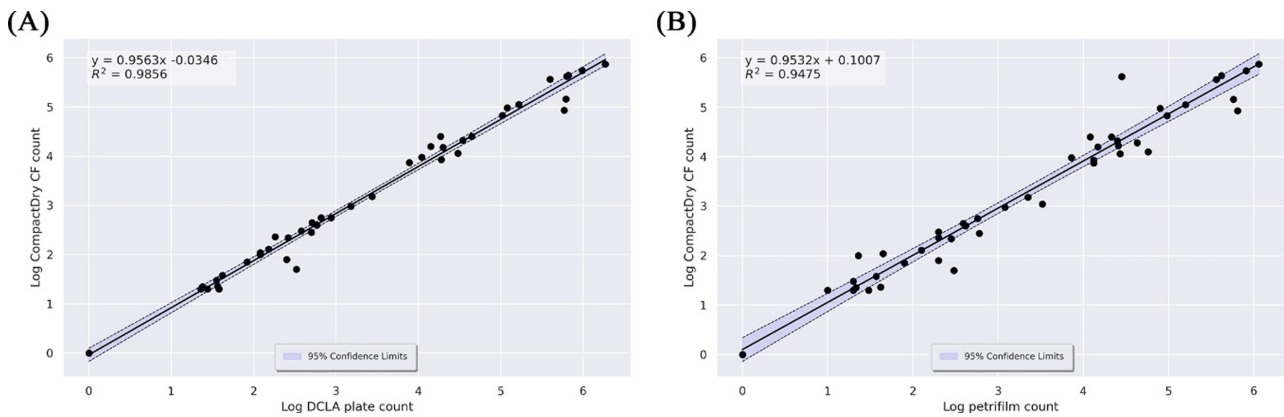 (A)
y = 0.9563x -0.0346
R² = 0.9856
6
5
4
3
2
1
0
Log CompactDry CF count
95% Confidence Limits
0 1 2 3 4 5 6
Log DCLA plate count
(B)
y = 0.9532x + 0.1007
R² = 0.9475
6
5
4
3
2
1
0
Log CompactDry CF count
95% Confidence Limits
0 1 2 3 4 5 6
Log petrifilm count